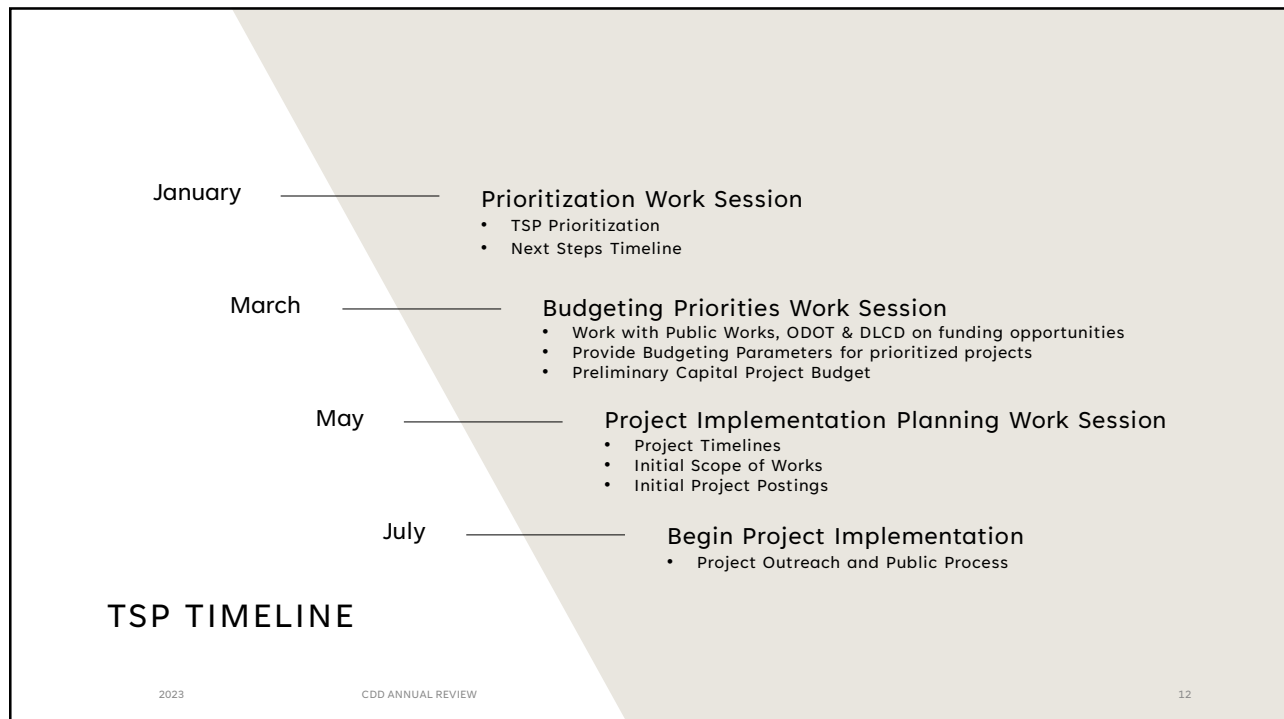 January
Prioritization Work Session
• TSP Prioritization
• Next Steps Timeline
March
Budgeting Priorities Work Session
• Work with Public Works, ODOT & DLCD on funding opportunities
• Provide Budgeting Parameters for prioritized projects
• Preliminary Capital Project Budget
May
Project Implementation Planning Work Session
• Project Timelines
• Initial Scope of Works
• Initial Project Postings
July
Begin Project Implementation
• Project Outreach and Public Process
TSP TIMELINE
2023
CDD ANNUAL REVIEW
12